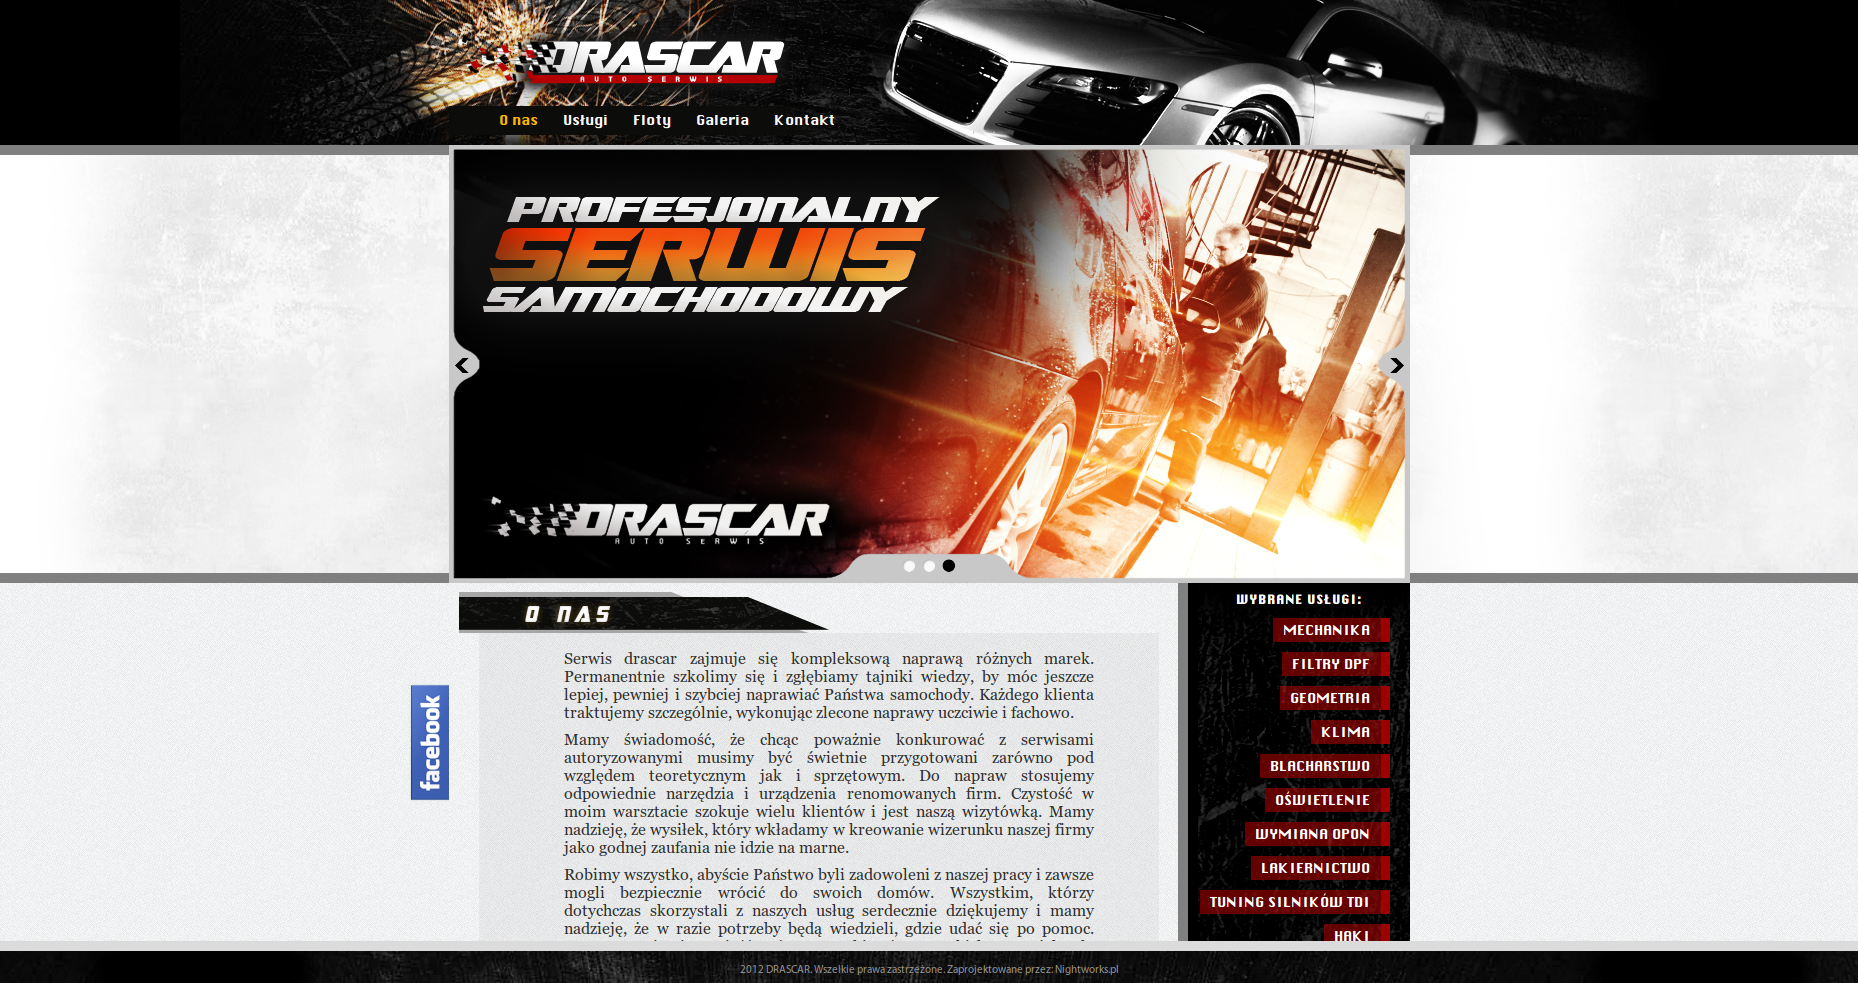 DRASCAR
AUTO SERWIS
O nas Usługi Floty Galeria Kontakt
PROFESJONALNY
SERWIS
SAMOCHODOWY
DRASCAR
AUTO SERWIS
O NAS
Serwis drascar zajmuje się kompleksową naprawą różnych marek.
Permanentnie szkolimy się i zgłębiamy tajniki wiedzy, by móc jeszcze
lepiej, pewniej i szybciej naprawiać Państwa samochody. Każdego klienta
traktujemy szczególnie, wykonując zlecone naprawy uczciwie i fachowo.
Mamy świadomość, że chcąc poważnie konkurować z serwisami
autoryzowanymi musimy być świetnie przygotowani zarówno pod
względem teoretycznym jak i sprzętowym. Do napraw stosujemy
odpowiednie narzędzia i urządzenia renomowanych firm. Czystość w
moim warsztacie szokuje wielu klientów i jest naszą wizytówką. Mamy
nadzieję, że wysiłek, który wkładamy w kreowanie wizerunku naszej firmy
jako godnej zaufania nie idzie na marne.
Robimy wszystko, abyście Państwo byli zadowoleni z naszej pracy i zawsze
mogli bezpiecznie wrócić do swoich domów. Wszystkim, którzy
dotychczas skorzystali z naszych usług serdecznie dziękujemy i mamy
nadzieję, że w razie potrzeby będą wiedzieli, gdzie udać się po pomoc.
facebook
WYBRANE USŁUGI:
MECHANIKA
FILTRY DPF
GEOMETRIA
KLIMA
BLACHARSTWO
OŚWIETLENIE
WYMIANA OPON
LAKIERNICTWO
TUNING SILNIKÓW TDI
HAKI
2012 DRASCAR. Wszelkie prawa zastrzeżone. Zaprojektowane przez: Nightworks.pl